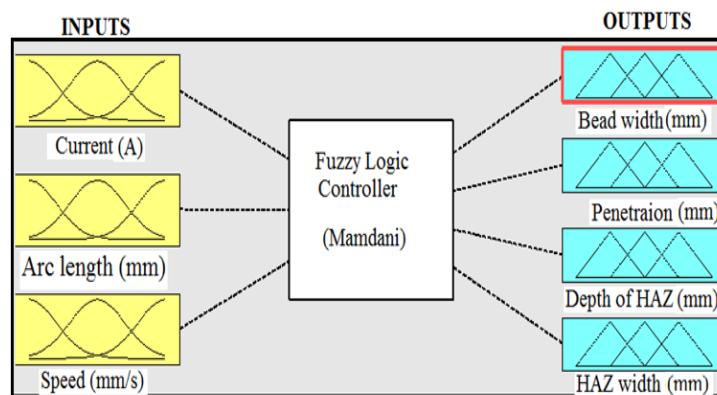 INPUTS
OUTPUTS
Current (A)
Arc length (mm)
Speed (mm/s)
Fuzzy Logic
Controller
(Mamdani)
Bead width (mm)
Penetraion (mm)
Depth of HAZ (mm)
HAZ width (mm)